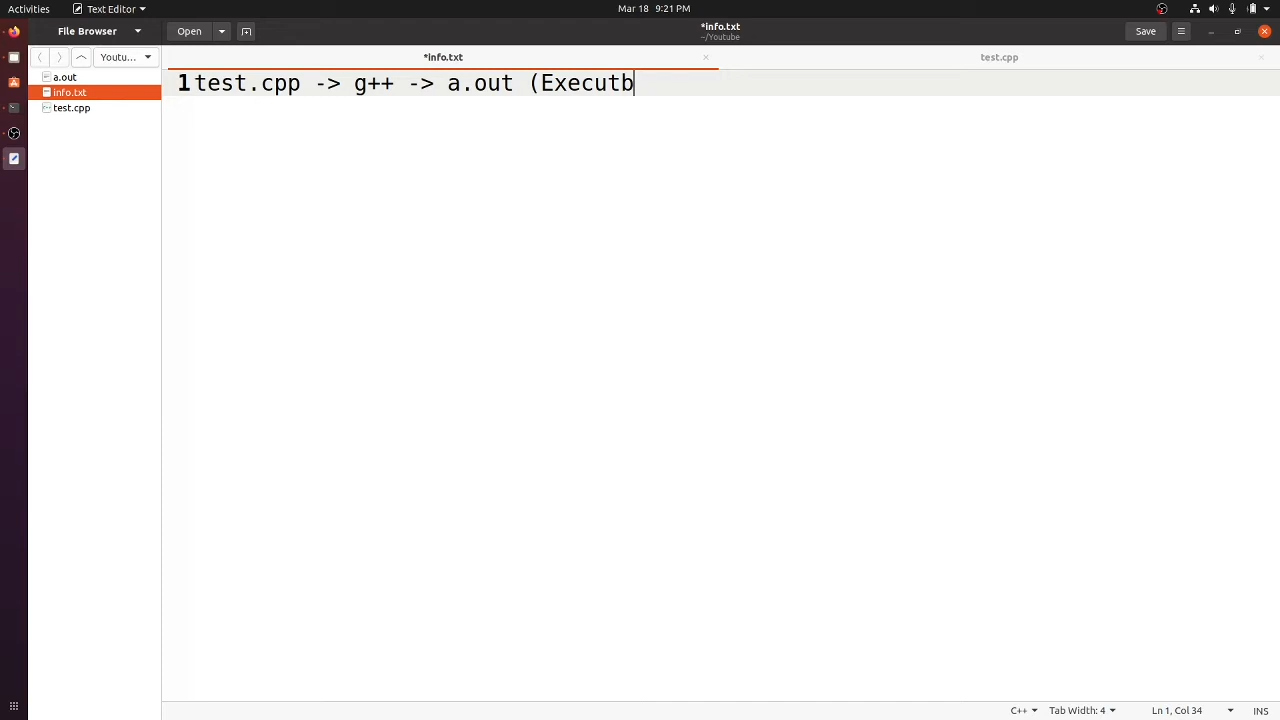 Activities
Text Editor
Mar 18 9:21 PM
File Browser
Open
*info.txt
~/Youtube
Save
Youtu...
*info.txt
test.cpp
a.out
info.txt
test.cpp
1 test.cpp -> g++ -> a.out (Executb
C++
Tab Width: 4
Ln 1, Col 34
INS